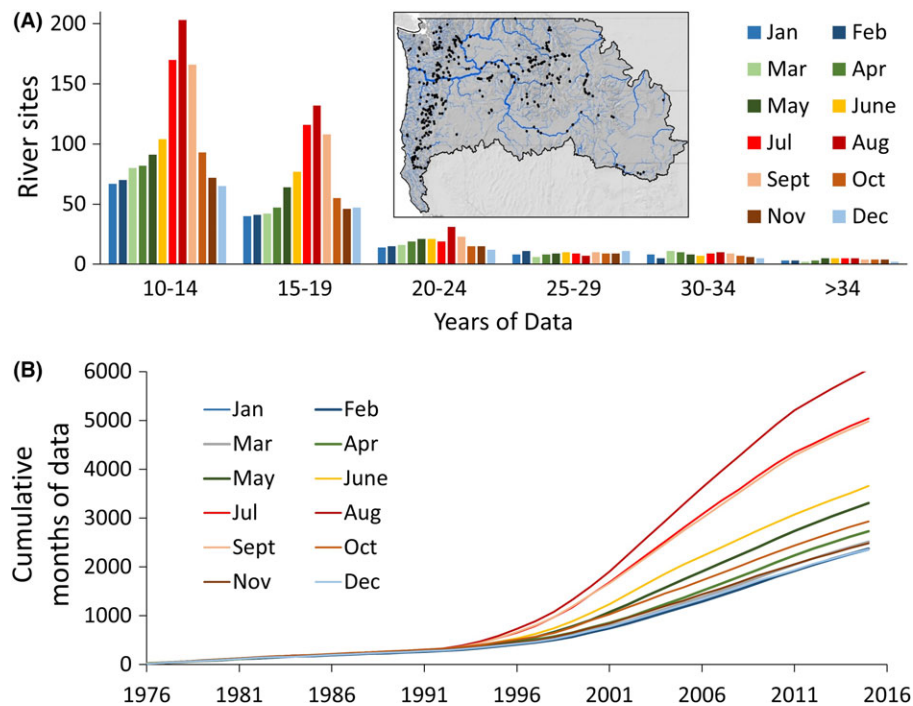 (A)
River sites
200
150
100
50
0
10-14 15-19 20-24 25-29 30-34 >34
Years of Data
Jan Feb
Mar Apr
May June
Jul Aug
Sept Oct
Nov Dec
(B)
Cumulative
months of data
6000
5000
4000
3000
2000
1000
0
Jan Feb
Mar Apr
May June
Jul Aug
Sept Oct
Nov Dec
1976 1981 1986 1991 1996 2001 2006 2011 2016